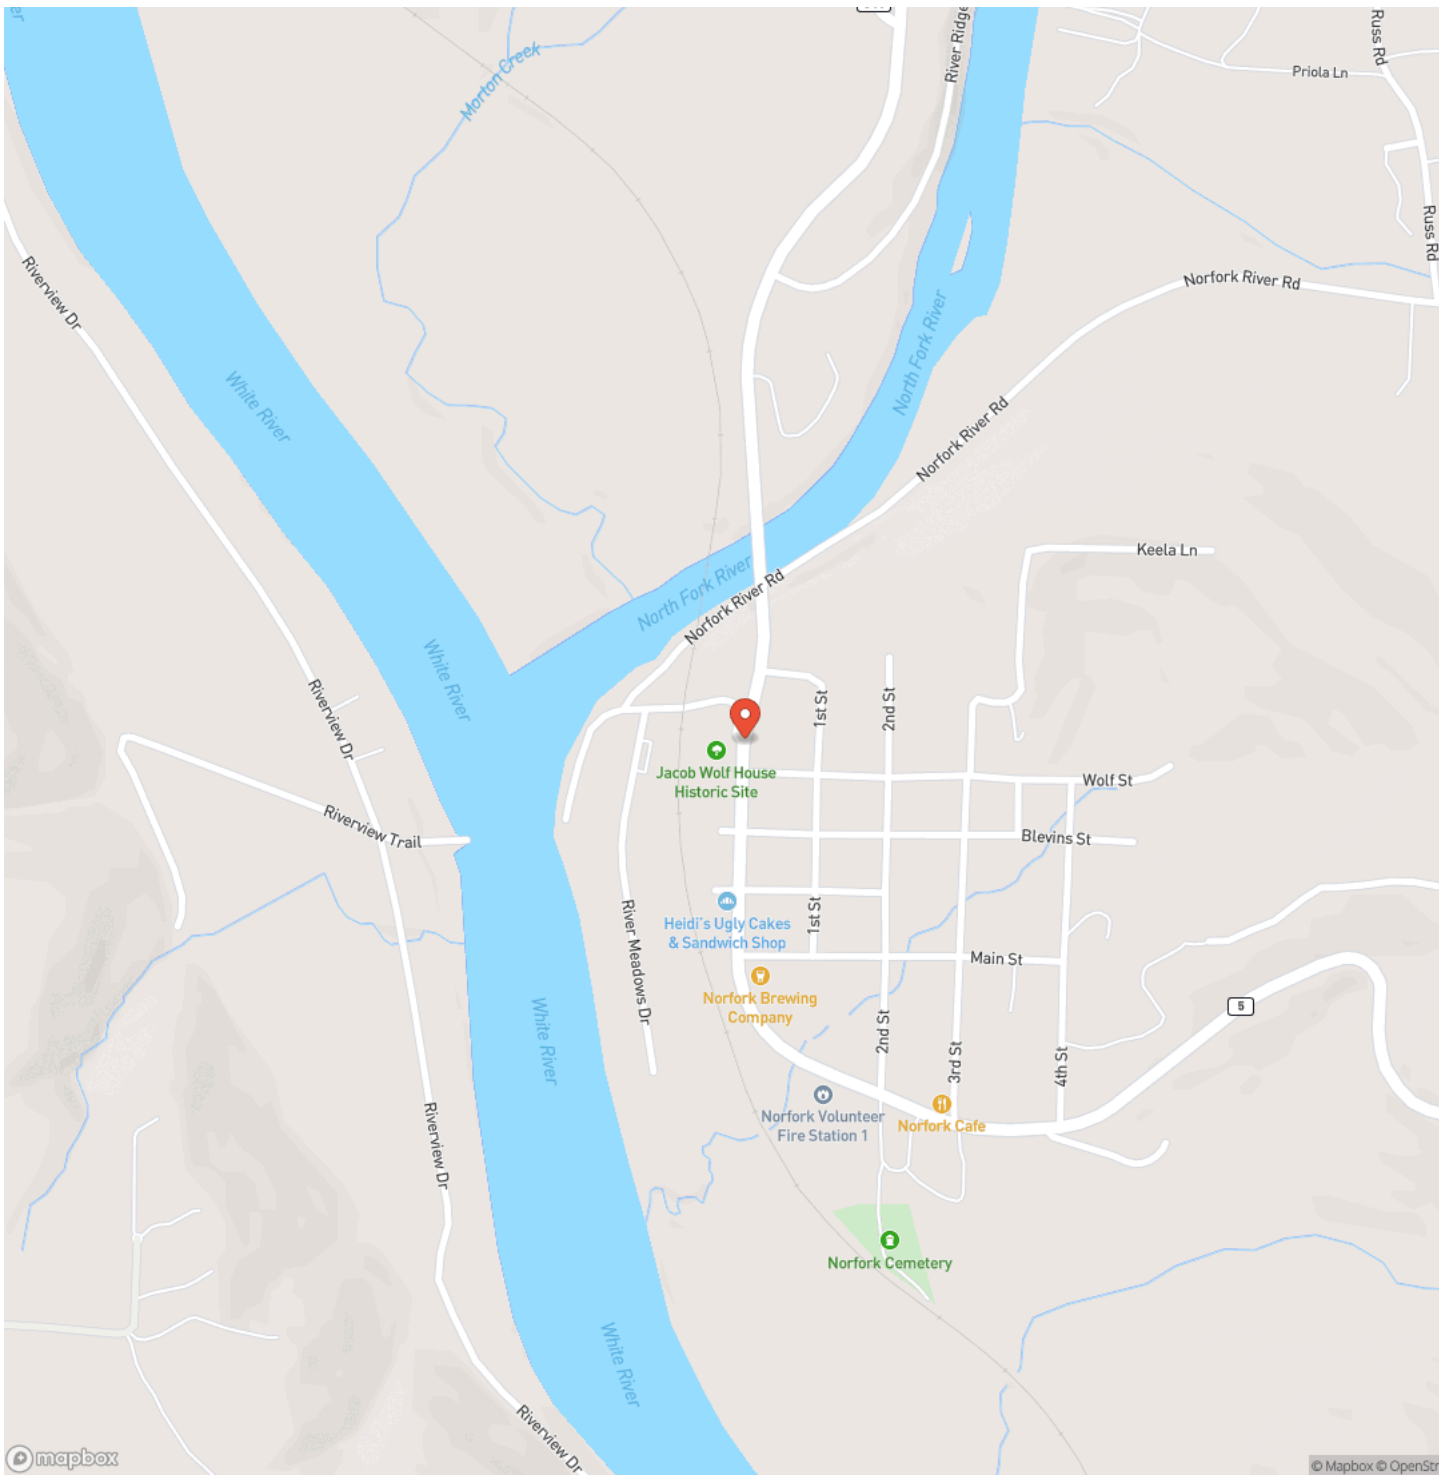 er
Morton Creek
River Ridge
Russ Rd
Priola Ln
Russ Rd
Riverview Dr
Norfork River Rd
North Fork River
White River
Norfork River Rd
Keela Ln
North Fork River
Norfork River Rd
White River
Riverview Dr
1st St
2nd St
Jacob Wolf House
Historic Site
Wolf St
Riverview Trail
Blevins St
Heidi's Ugly Cakes
& Sandwich Shop
1st St
River Meadows Dr
Main St
Norfork Brewing
Company
5
White River
2nd St
3rd St
4th St
Norfork Volunteer
Fire Station 1
Norfork Cafe
Riverview Dr
Norfork Cemetery
White River
Riverview Dr
mapbox
© Mapbox © OpenStr